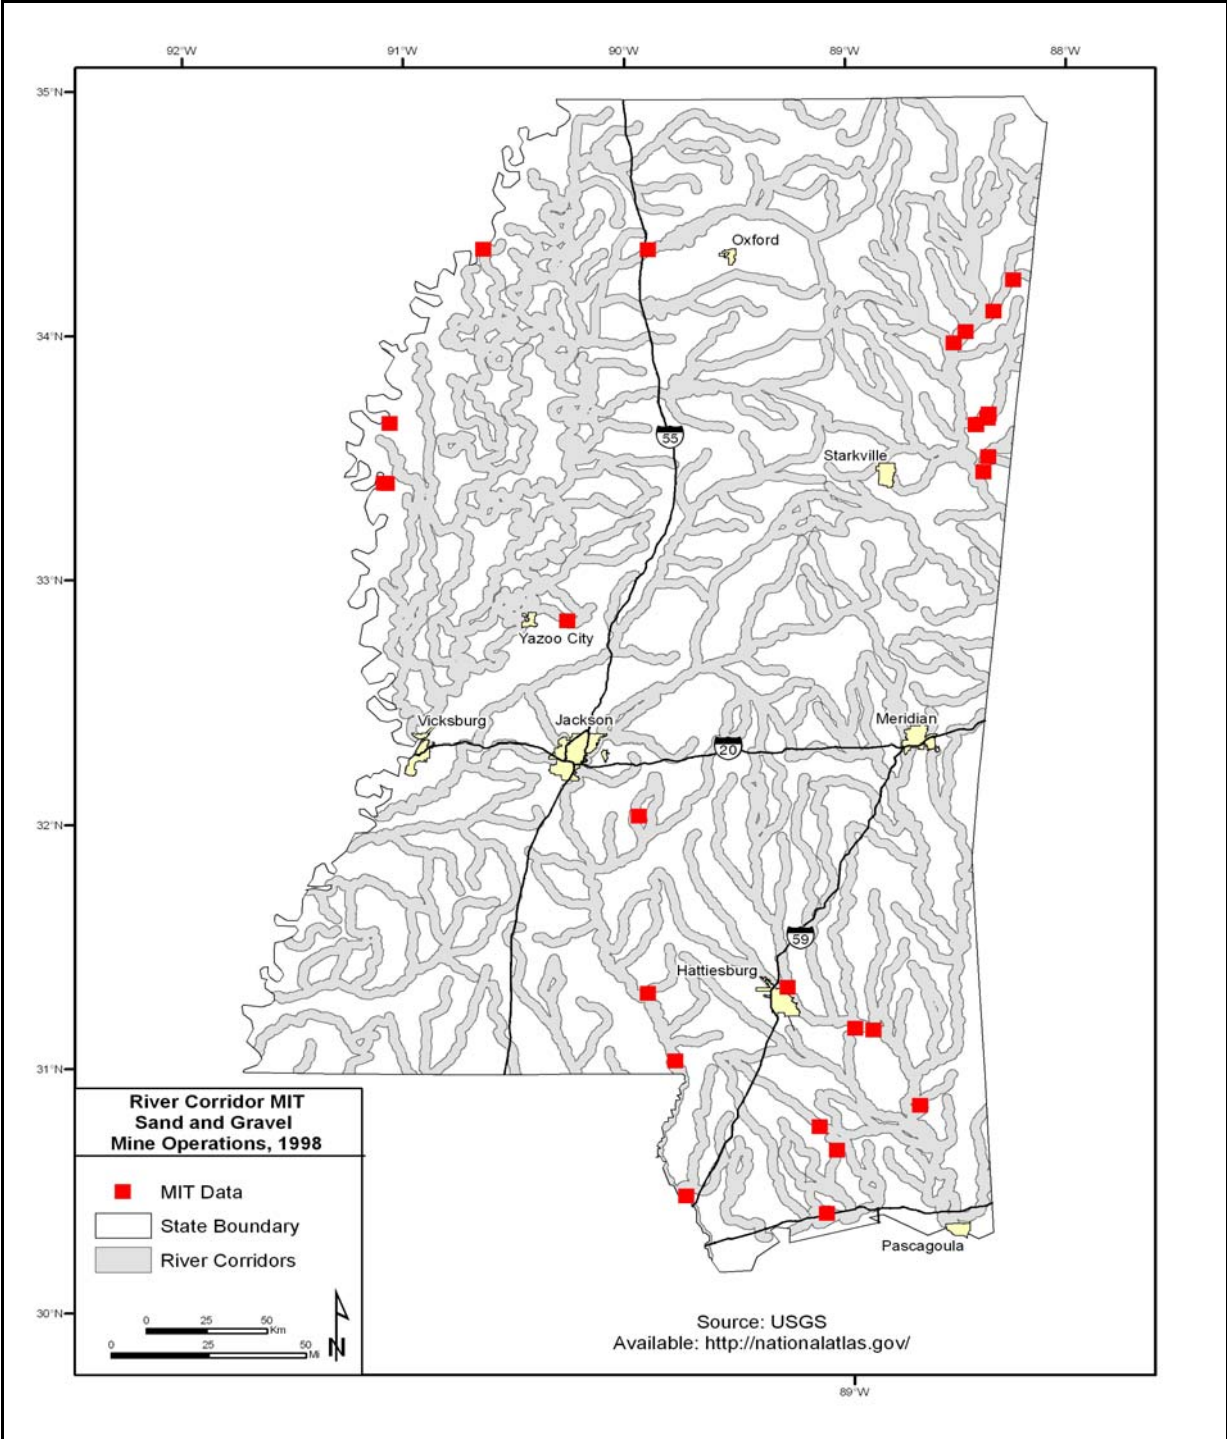 92°W 91°W 90°W 89°W 88°W
35°N
Oxford
34°N
55
Starkville
33°N
Yazoo City
Vicksburg Jackson Meridian
20
32°N
59
Hattiesburg
31°N
River Corridor MIT
Sand and Gravel
Mine Operations, 1998
MIT Data
State Boundary
River Corridors
Pascagoula
30°N
0 25 50
Km
0 25 50
Mi
N
Source: USGS
Available: http://nationalatlas.gov/
89°W